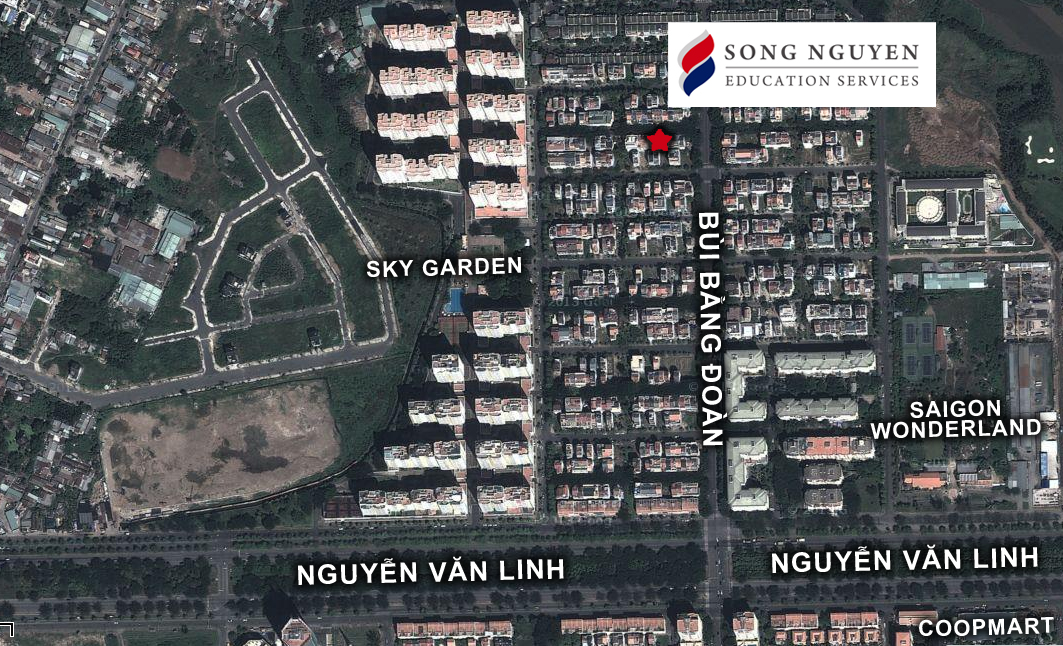 SONG NGUYEN
EDUCATION SERVICES
BÙI BẰNG ĐOÀN
SKY GARDEN
SAIGON
WONDERLAND
NGUYỄN VĂN LINH
NGUYỄN VĂN LINH
COOPMART